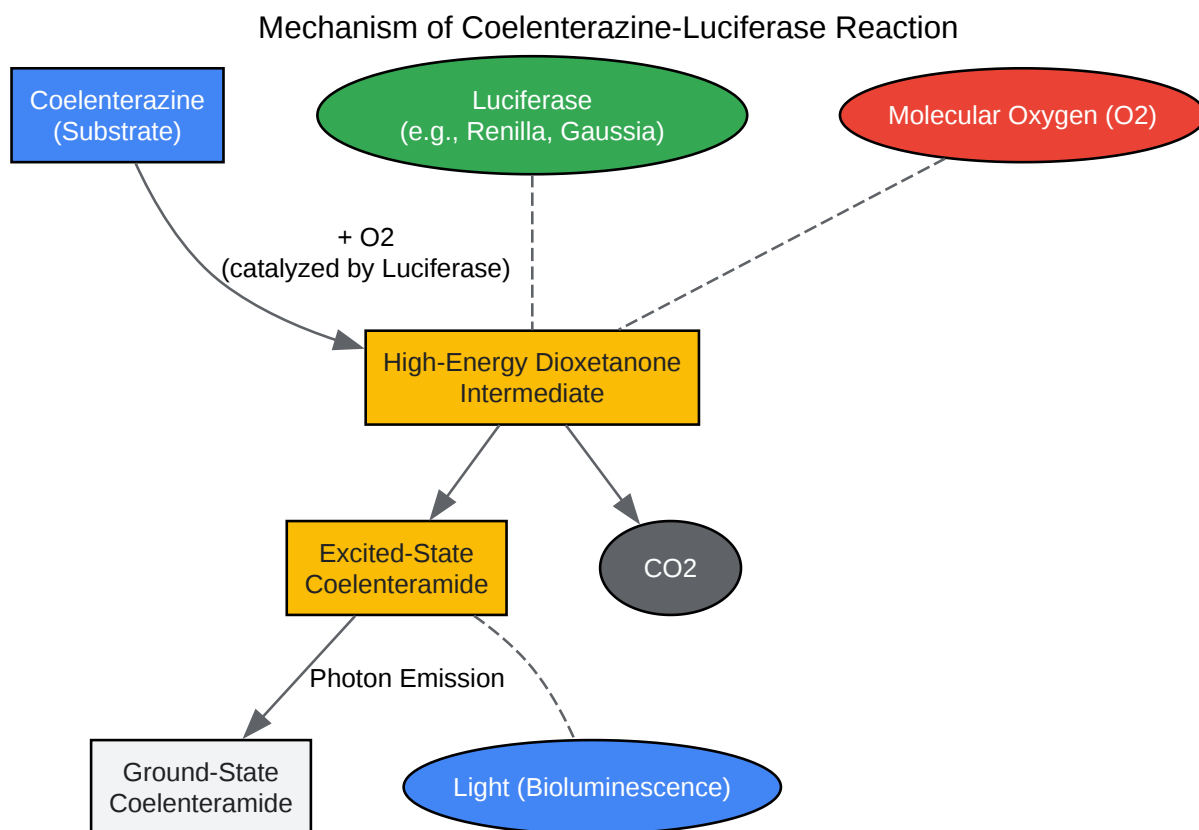 Mechanism of Coelenterazine-Luciferase Reaction
Coelenterazine
(Substrate)
Luciferase
(e.g., Renilla, Gaussia)
Molecular Oxygen (O2)
+ O2
(catalyzed by Luciferase)
High-Energy Dioxetanone
Intermediate
Excited-State
Coelenteramide
CO2
Photon Emission
Ground-State
Coelenteramide
Light (Bioluminescence)